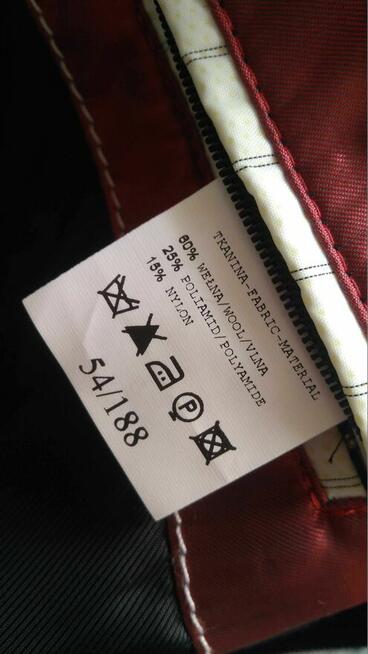 TKANINA-FABRIC-MATERIAL
60% WEŁNA/WOOL/VLNA
25% POLIAMID/POLYAMIDE
15% NYLON
P
54/188